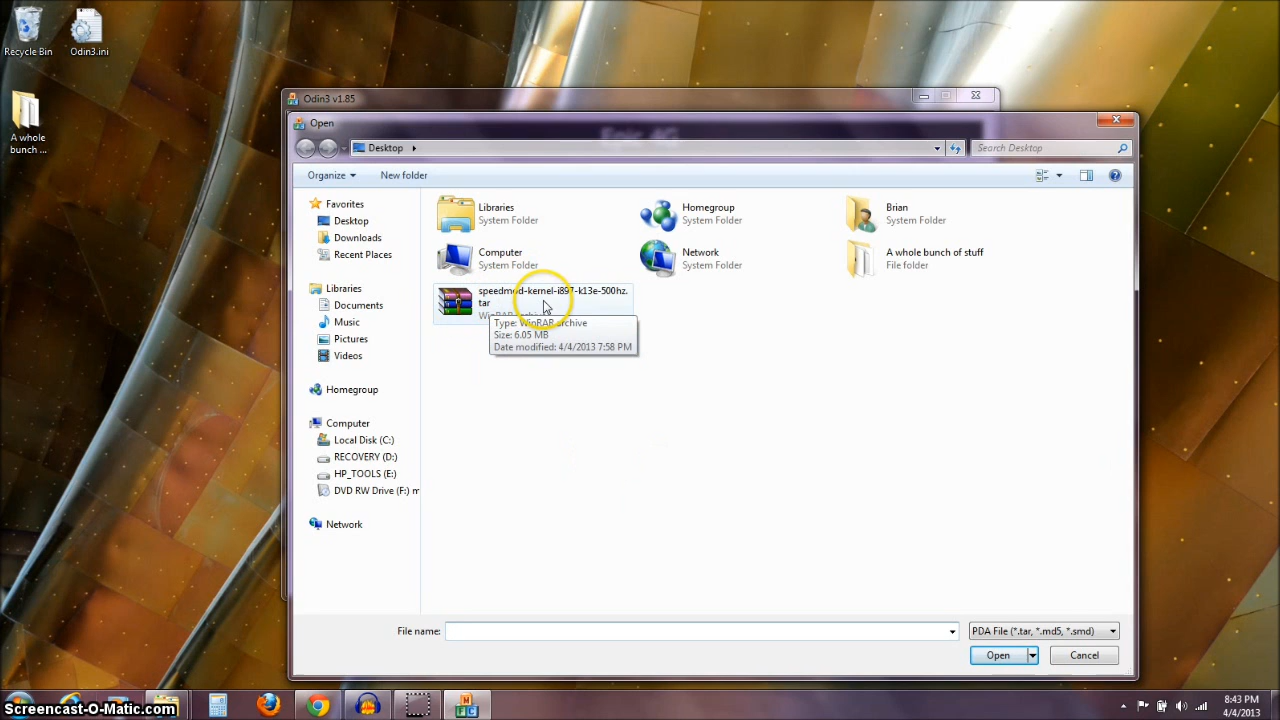 Recycle Bin
Odin3.ini
A whole
bunch ...
Odin3 v1.85
Epic 4G
Open
Desktop
Search Desktop
Organize
New folder
Favorites
Desktop
Downloads
Recent Places
Libraries
Documents
Music
Pictures
Videos
Homegroup
Computer
Local Disk (C:)
RECOVERY (D:)
HP_TOOLS (E:)
DVD RW Drive (F:) m
Network
Libraries
System Folder
Homegroup
System Folder
Brian
System Folder
Computer
System Folder
Network
System Folder
A whole bunch of stuff
File folder
speedmod-kernel-i897-k13e-500hz.
tar
WinRAR archive
Type: WinRAR archive
Size: 6.05 MB
Date modified: 4/4/2013 7:58 PM
File name:
PDA File (*.tar, *.md5, *.smd)
Open
Cancel
8:43 PM
4/4/2013
Screencast-O-Matic.com